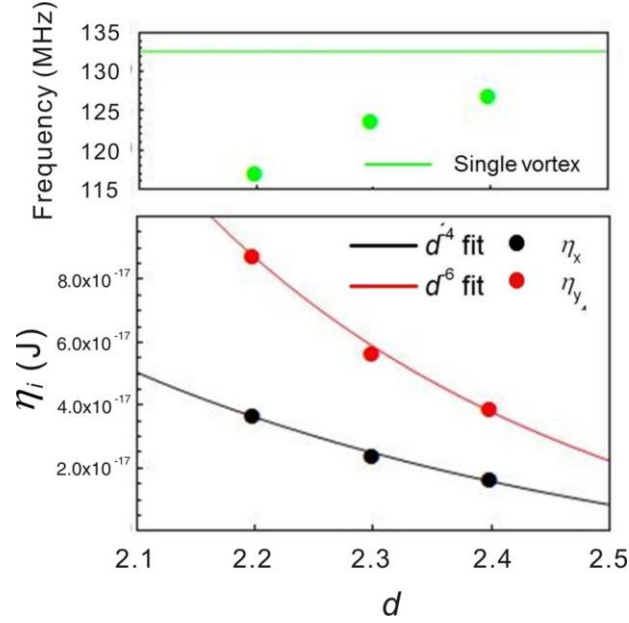 Frequency (MHz)
135
130
125
120
115
Single vortex
η_i (J)
8.0x10⁻¹⁷
6.0x10⁻¹⁷
4.0x10⁻¹⁷
2.0x10⁻¹⁷
d⁻⁴ fit
η_x
d⁻⁶ fit
η_y
2.1 2.2 2.3 2.4 2.5
d